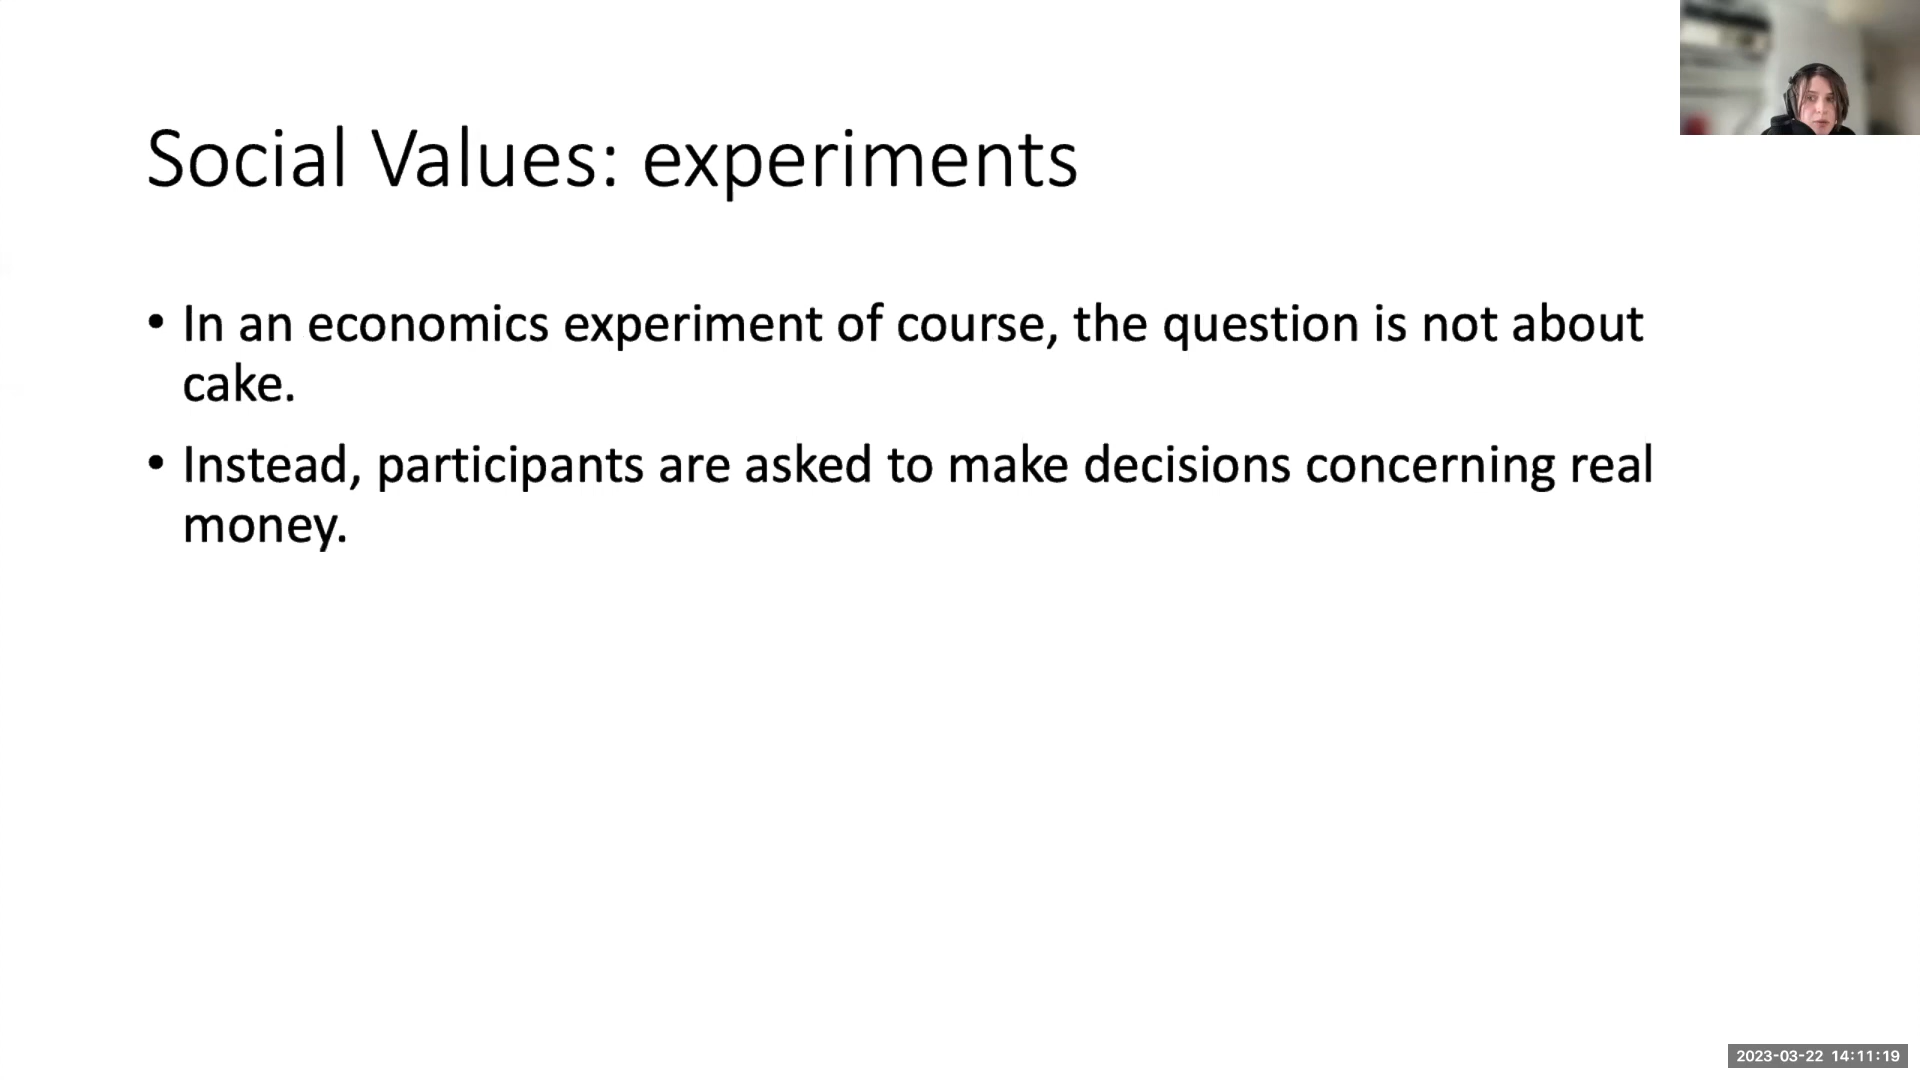 Social Values: experiments
• In an economics experiment of course, the question is not about
cake.
• Instead, participants are asked to make decisions concerning real
money.
2023-03-22 14:11:19